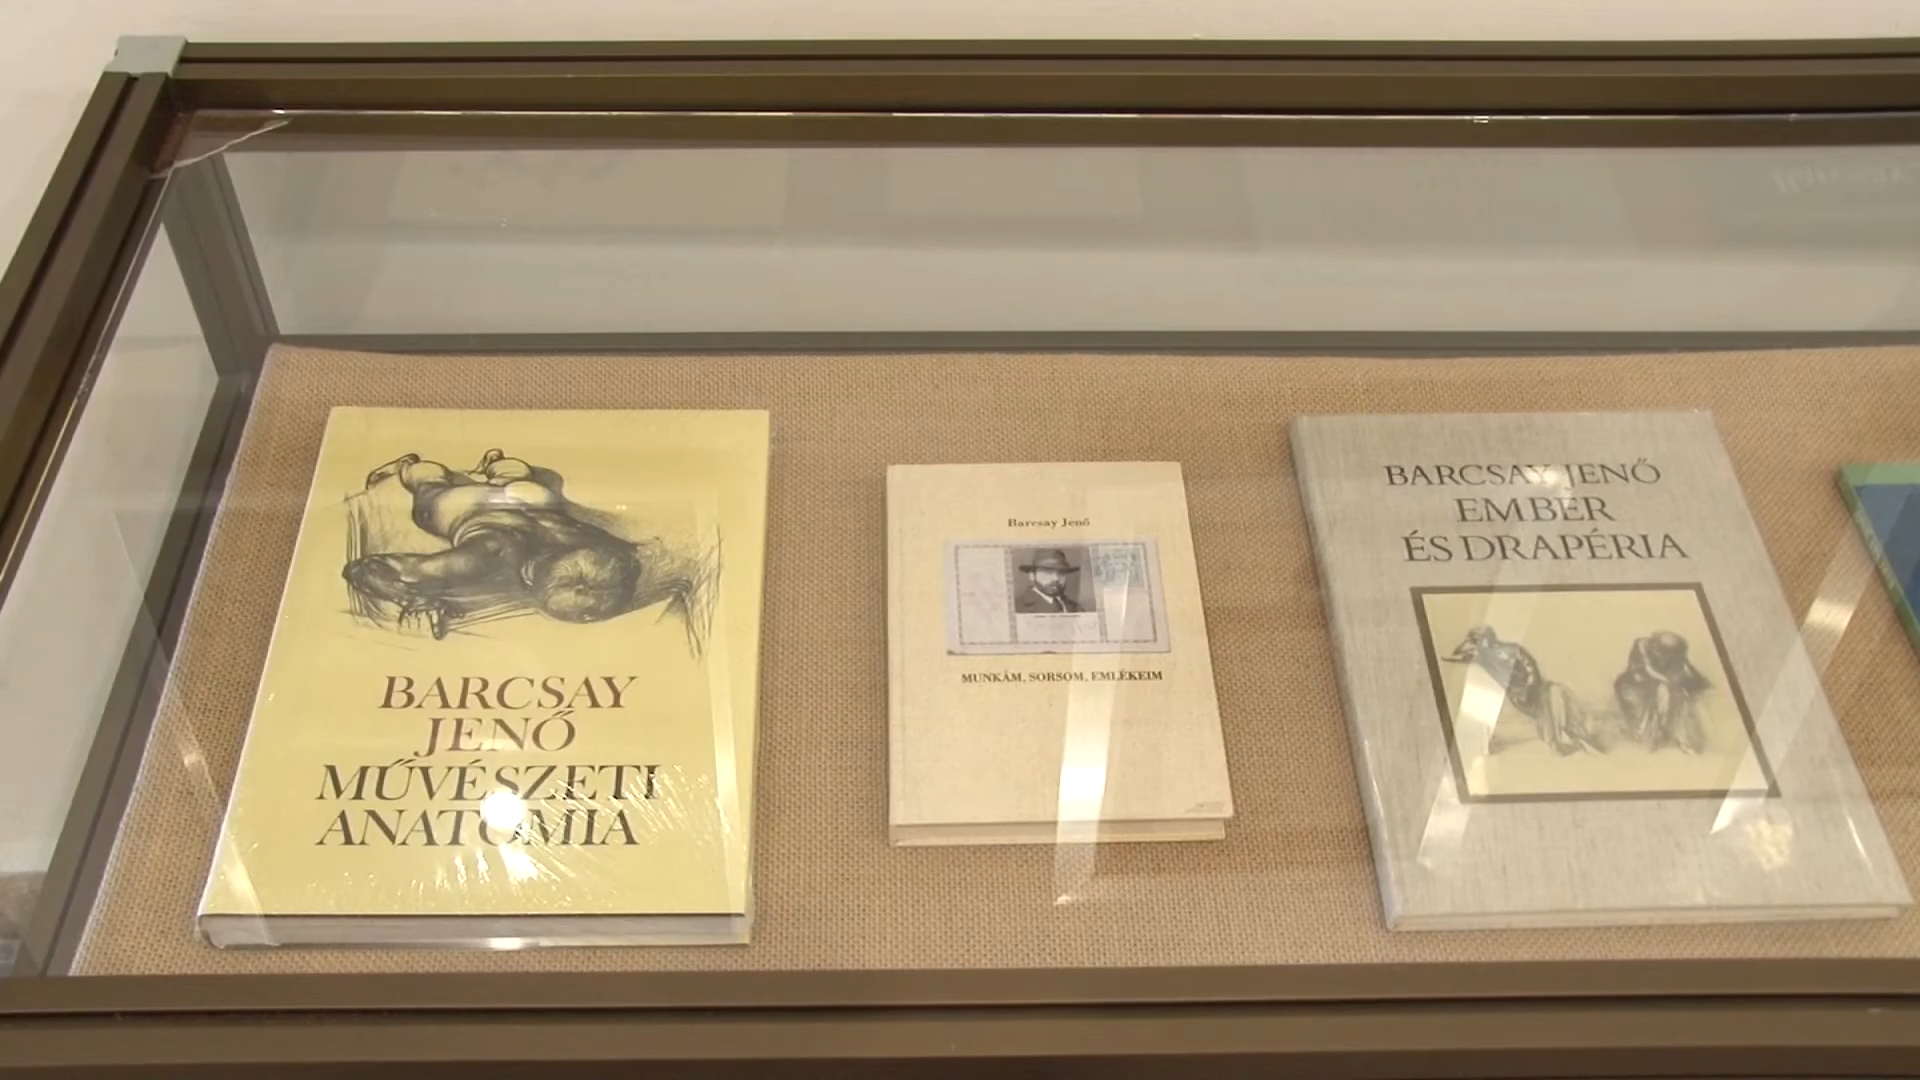 BARCSAY
JENŐ
MŰVÉSZETI
ANATÓMIA
Barcsay Jenő
MUNKÁM, SORSOM, EMLÉKEIM
BARCSAY JENŐ
EMBER
ÉS DRAPÉRIA